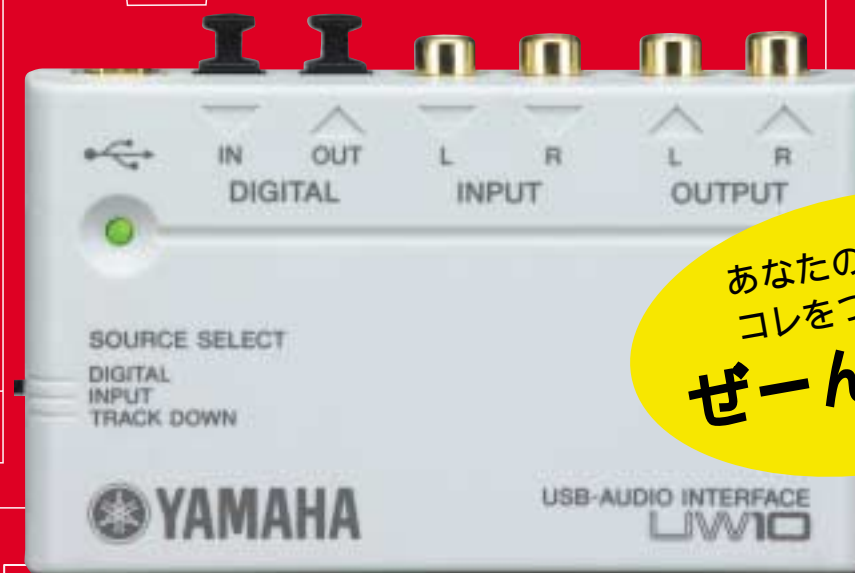 IN OUT L R L R
DIGITAL INPUT OUTPUT
SOURCE SELECT
DIGITAL
INPUT
TRACK DOWN
あなたの
コレをつ
ぜーん
YAMAHA
USB-AUDIO INTERFACE
UW10